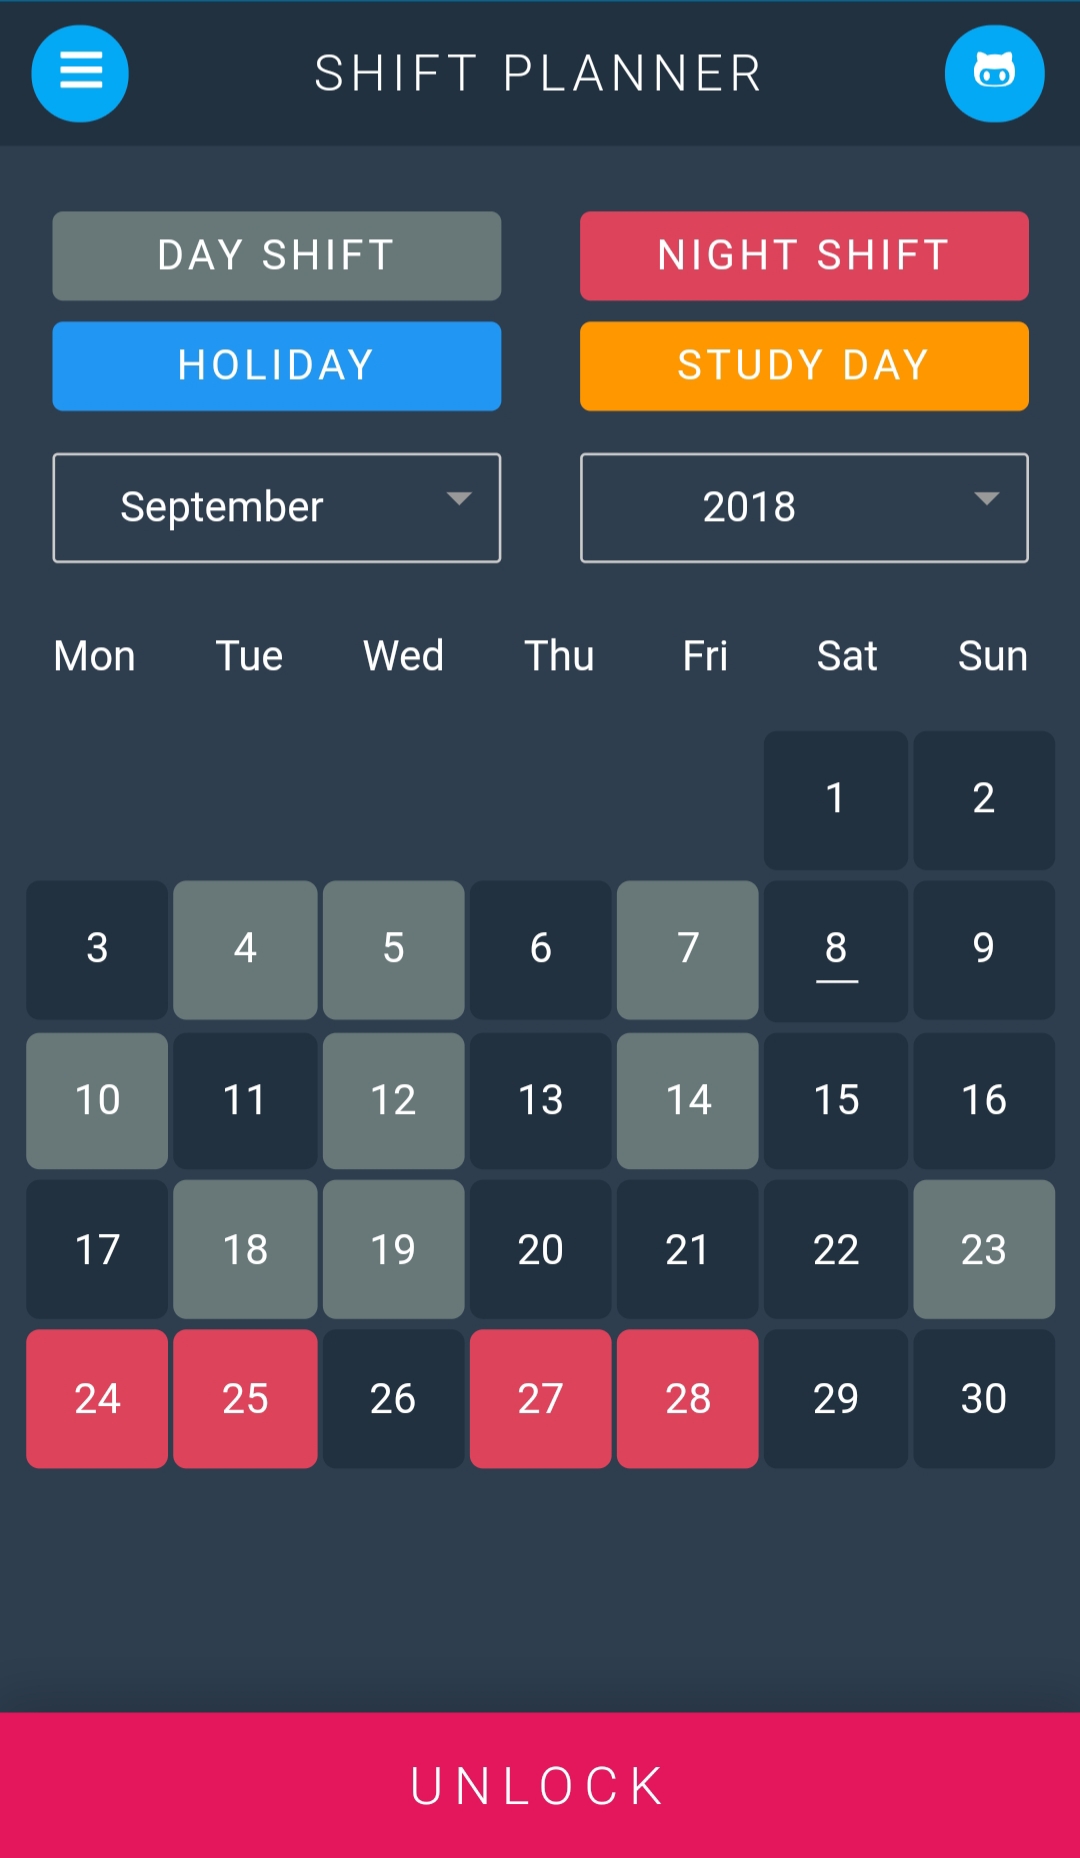 SHIFT PLANNER
DAY SHIFT NIGHT SHIFT
HOLIDAY STUDY DAY
September 2018
Mon Tue Wed Thu Fri Sat Sun
1 2
3 4 5 6 7 8 9
10 11 12 13 14 15 16
17 18 19 20 21 22 23
24 25 26 27 28 29 30
UNLOCK